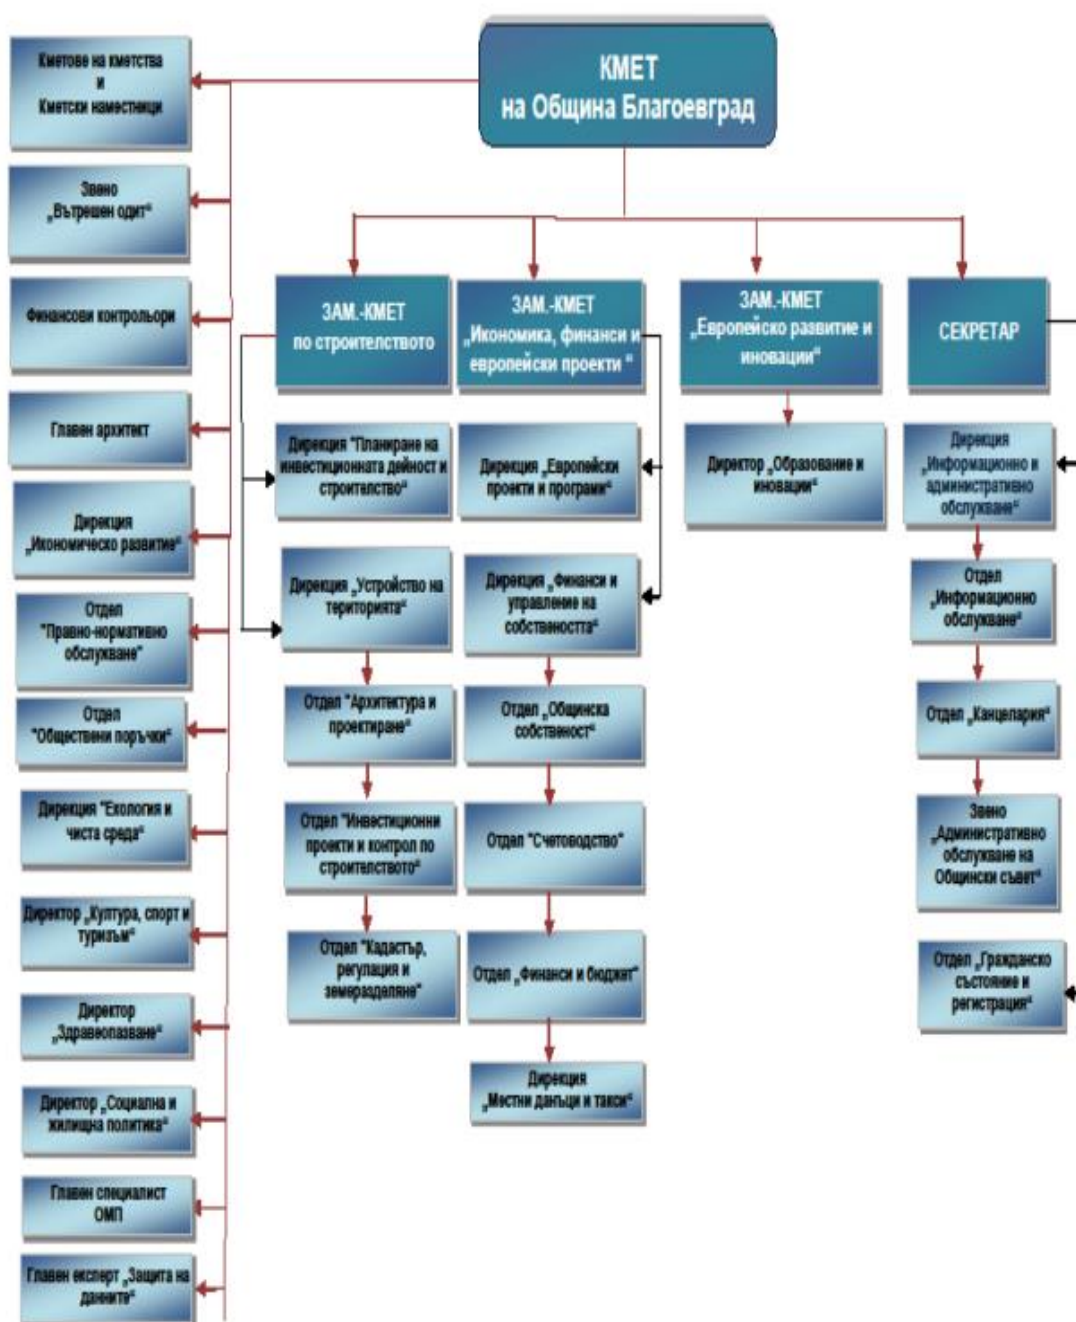 КМЕТ
на Община Благоевград
Кметове на кметства
и
Кметски наместници
Звено
„Вътрешен одит“
Финансови контрольори
Главен архитект
Дирекция
„Икономическо развитие“
Отдел
"Правно-нормативно
обслужване"
Отдел
"Обществени поръчки"
Дирекция "Екология и
чиста среда“
Директор „Култура, спорт и
туризъм“
Директор
„Здравеопазване“
Директор „Социална и
жилищна политика“
Главен специалист
ОМП
Главен експерт „Защита на
данните“
ЗАМ.-КМЕТ
по строителството
Дирекция "Планиране на
инвестиционната дейност и
строителство“
Дирекция „Устройство на
територията“
Отдел "Архитектура и
проектиране“
Отдел "Инвестиционни
проекти и контрол по
строителството“
Отдел "Кадастър,
регулация и
земеразделяне“
ЗАМ.-КМЕТ
„Икономика, финанси и
европейски проекти “
Дирекция „Европейски
проекти и програми“
Дирекция „Финанси и
управление на
собствеността“
Отдел „Общинска
собственост“
Отдел "Счетоводство"
Отдел „Финанси и бюджет“
Дирекция
„Местни данъци и такси“
ЗАМ.-КМЕТ
„Европейско развитие и
иновации“
Директор „Образование и
иновации“
СЕКРЕТАР
Дирекция
„Информационно и
административно
обслужване“
Отдел
„Информационно
обслужване“
Отдел „Канцелария“
Звено
„Административно
обслужване на
Общински съвет“
Отдел „Гражданско
състояние и
регистрация“